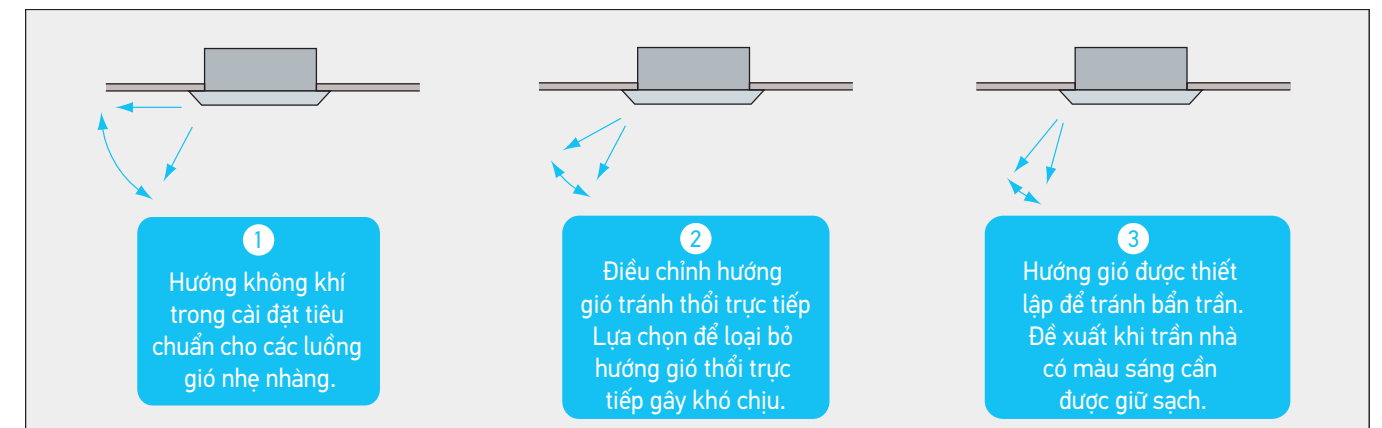 1
Hướng không khí
trong cài đặt tiêu
chuẩn cho các luồng
gió nhẹ nhàng.
2
Điều chỉnh hướng
gió tránh thổi trực tiếp
Lựa chọn để loại bỏ
hướng gió thổi trực
tiếp gây khó chịu.
3
Hướng gió được thiết
lập để tránh bẩn trần.
Đề xuất khi trần nhà
có màu sáng cần
được giữ sạch.